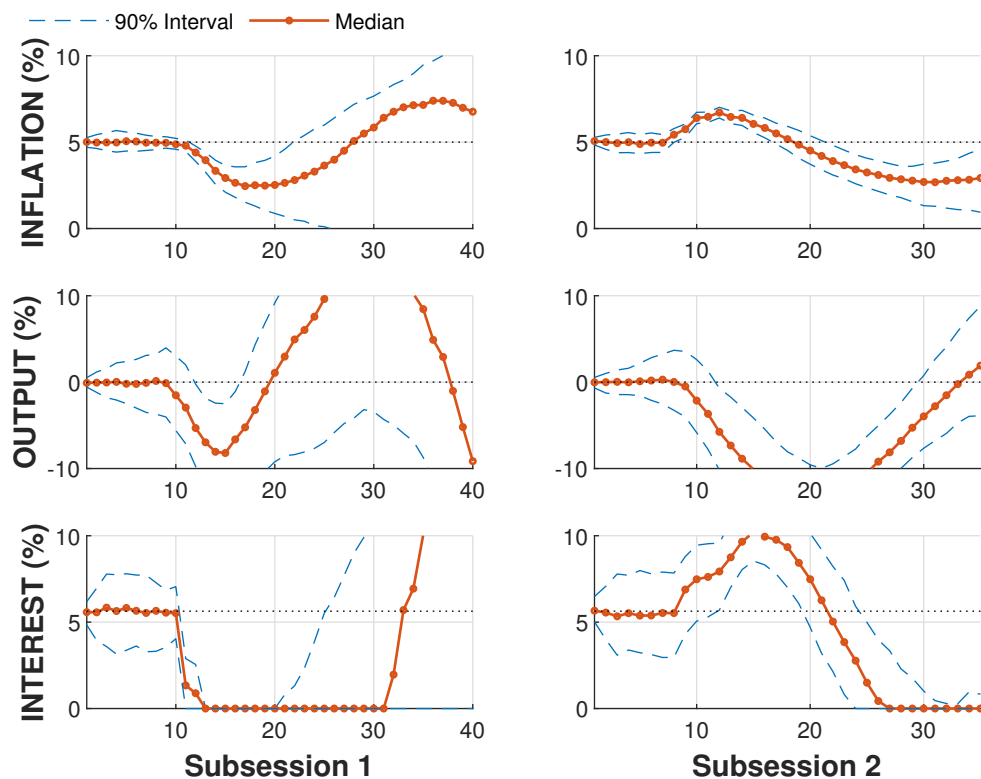 90% Interval Median
INFLATION (%)
10
5
0
10 20 30 40
10
5
0
10 20 30
OUTPUT (%)
10
0
-10
10 20 30 40
10
0
-10
10 20 30
INTEREST (%)
10
5
0
10 20 30 40
Subsession 1
10
5
0
10 20 30
Subsession 2